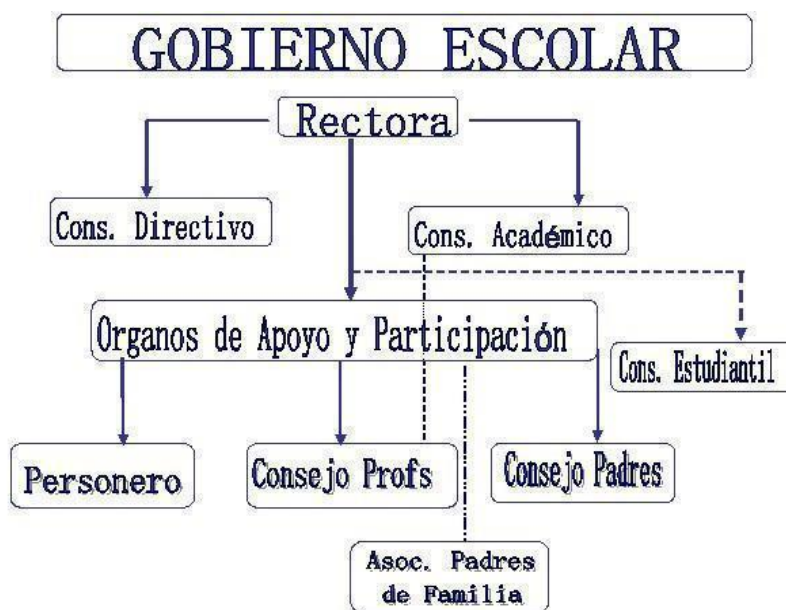 GOBIERNO ESCOLAR
Rectora
Cons. Directivo
Cons. Académico
Organos de Apoyo y Participación
Cons. Estudiantil
Personero
Consejo Profs
Consejo Padres
Asoc. Padres
de Familia